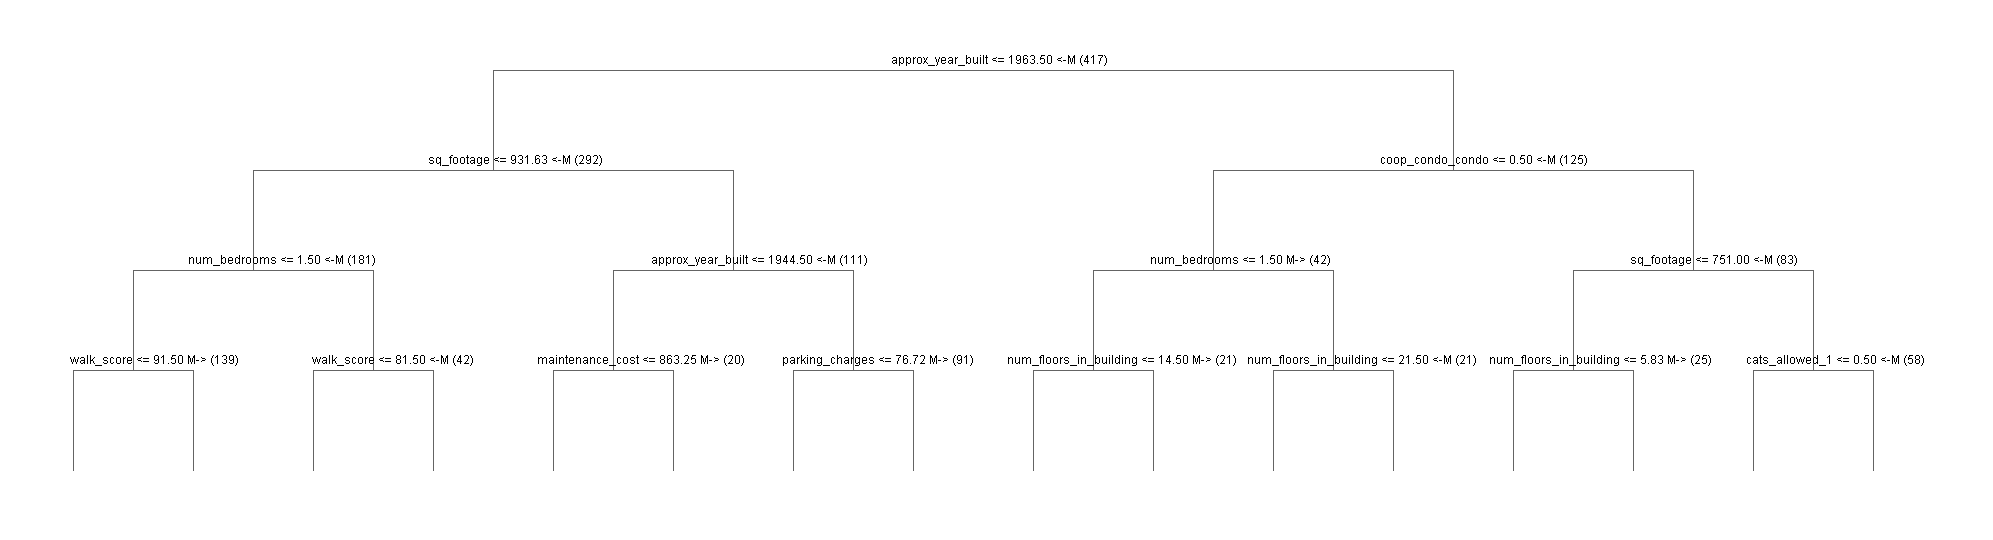 approx_year_built <= 1963.50 <-M (417)
sq_footage <= 931.63 <-M (292)
coop_condo_condo <= 0.50 <-M (125)
num_bedrooms <= 1.50 <-M (181)
approx_year_built <= 1944.50 <-M (111)
num_bedrooms <= 1.50 M-> (42)
sq_footage <= 751.00 <-M (83)
walk_score <= 91.50 M-> (139)
walk_score <= 81.50 <-M (42)
maintenance_cost <= 863.25 M-> (20)
parking_charges <= 76.72 M-> (91)
num_floors_in_building <= 14.50 M-> (21)
num_floors_in_building <= 21.50 <-M (21)
num_floors_in_building <= 5.83 M-> (25)
cats_allowed_1 <= 0.50 <-M (58)